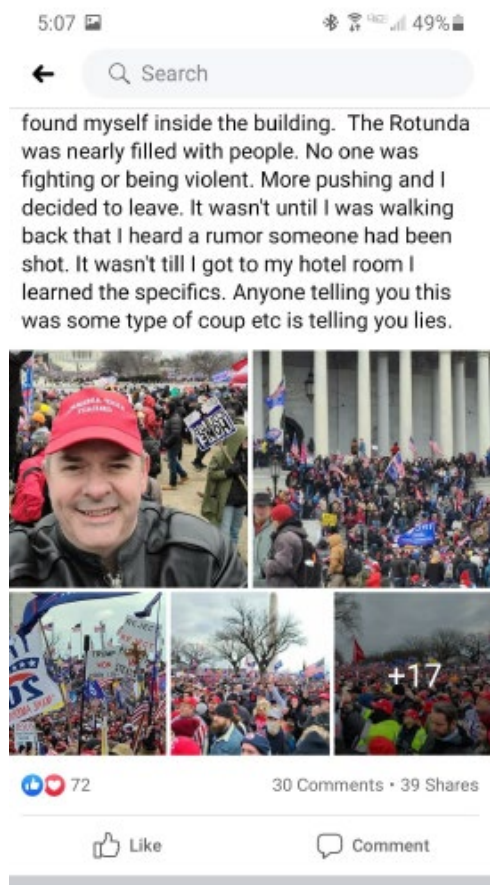 5:07
49%
Search
found myself inside the building. The Rotunda
was nearly filled with people. No one was
fighting or being violent. More pushing and I
decided to leave. It wasn't until I was walking
back that I heard a rumor someone had been
shot. It wasn't till I got to my hotel room I
learned the specifics. Anyone telling you this
was some type of coup etc is telling you lies.
REJECT
TRUMP
+17
72
30 Comments • 39 Shares
Like
Comment